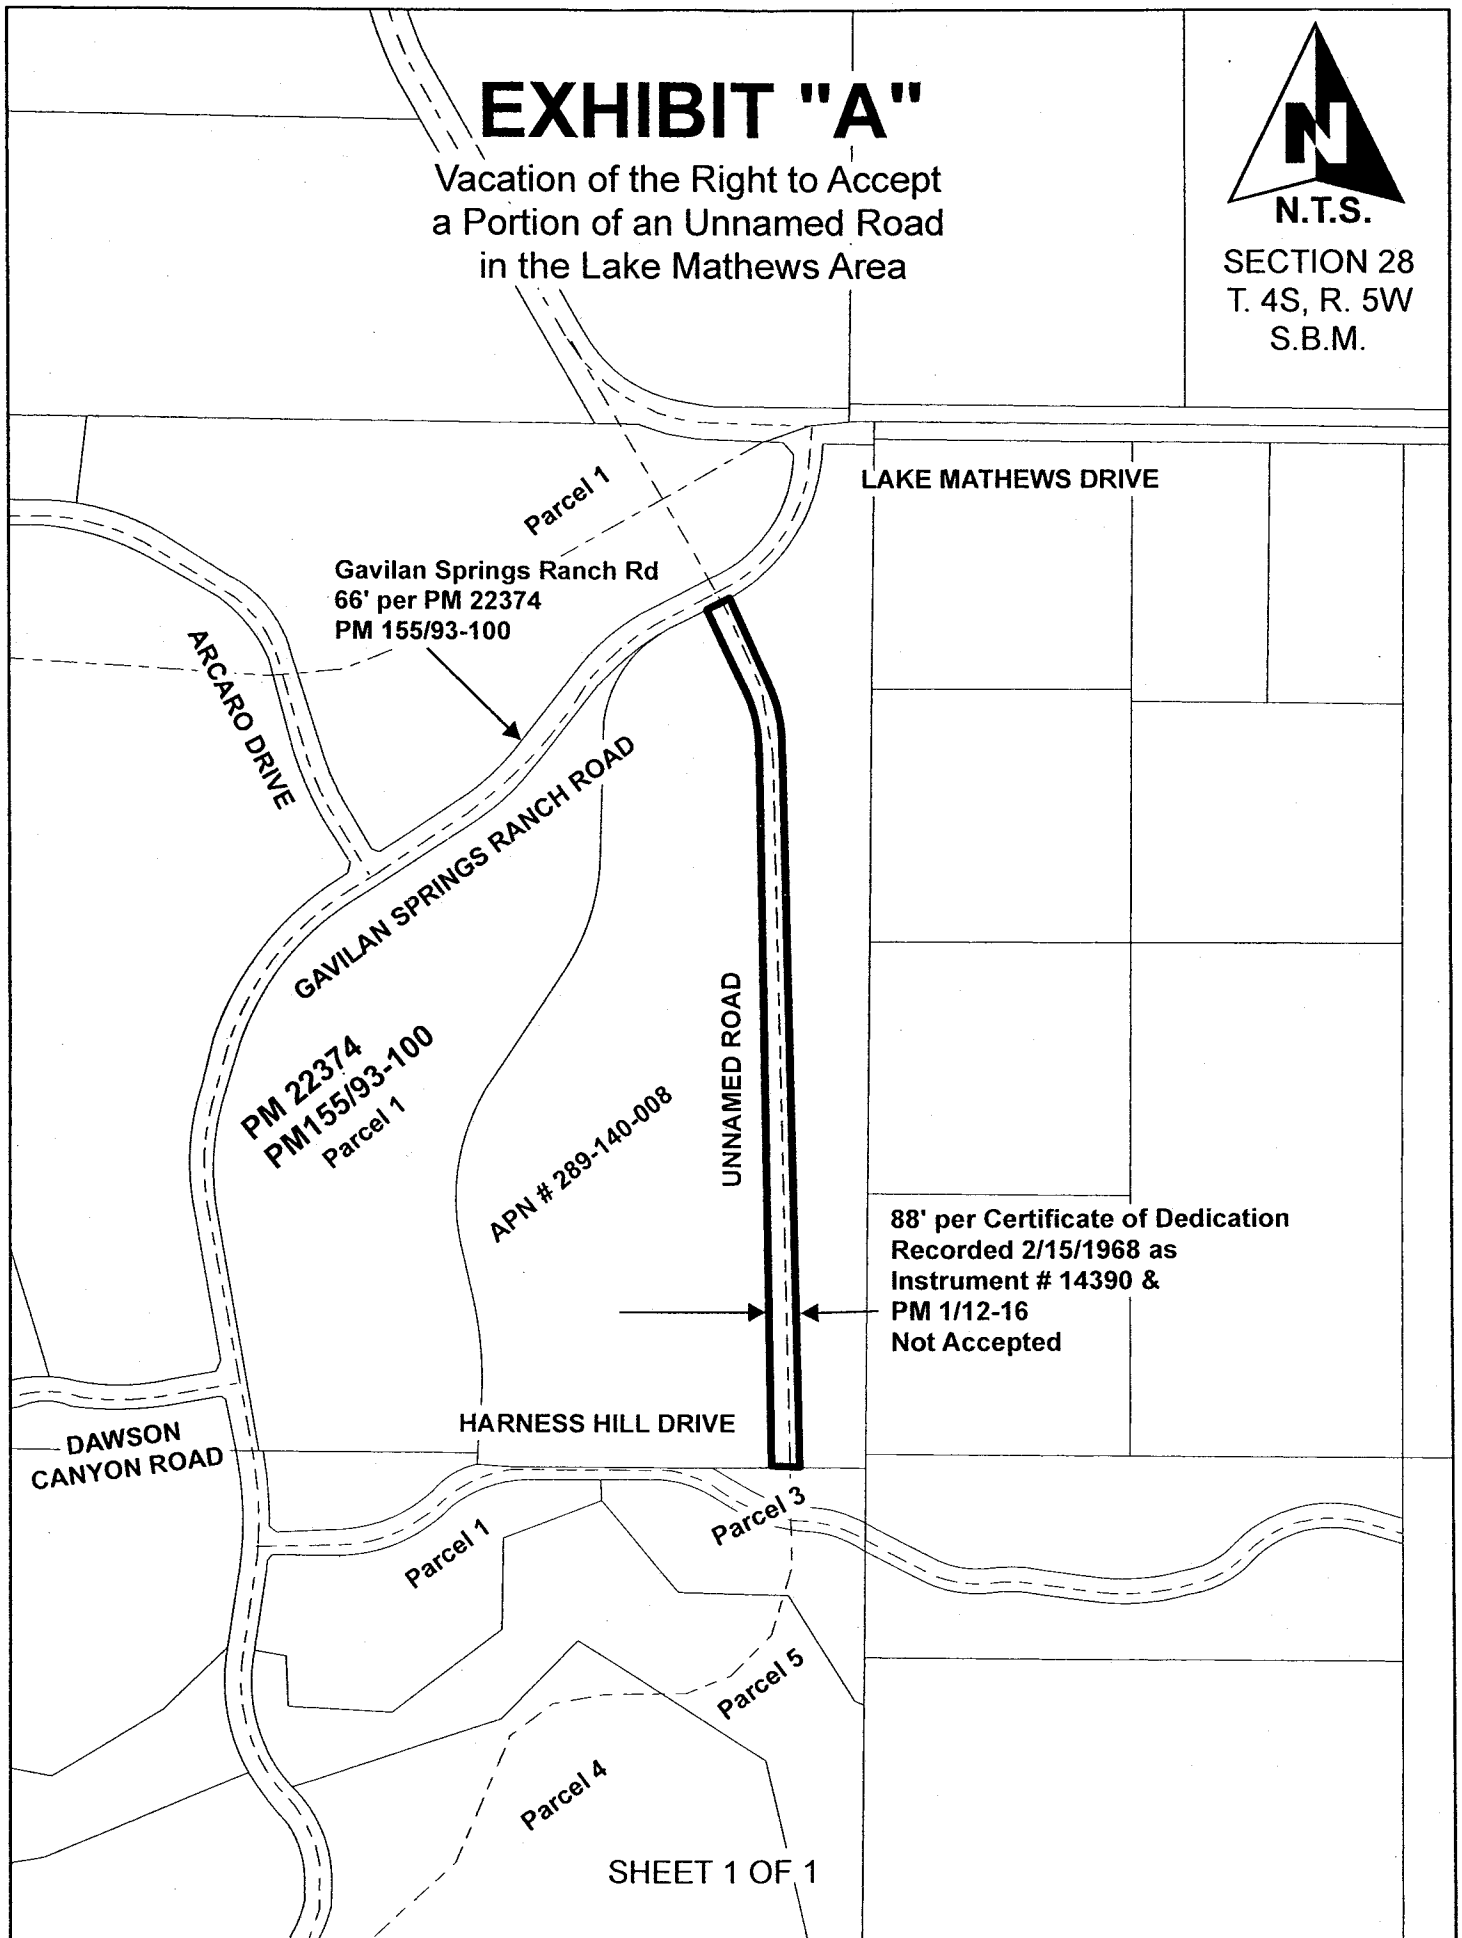 EXHIBIT "A"
Vacation of the Right to Accept
a Portion of an Unnamed Road
in the Lake Mathews Area
N
N.T.S.
SECTION 28
T. 4S, R. 5W
S.B.M.
LAKE MATHEWS DRIVE
Parcel 1
Gavilan Springs Ranch Rd
66' per PM 22374
PM 155/93-100
ARCARO DRIVE
GAVILAN SPRINGS RANCH ROAD
PM 22374
PM155/93-100
Parcel 1
APN # 289-140-008
UNNAMED ROAD
88' per Certificate of Dedication
Recorded 2/15/1968 as
Instrument # 14390 &
PM 1/12-16
Not Accepted
HARNESS HILL DRIVE
DAWSON
CANYON ROAD
Parcel 1
Parcel 3
Parcel 5
Parcel 4
SHEET 1 OF 1